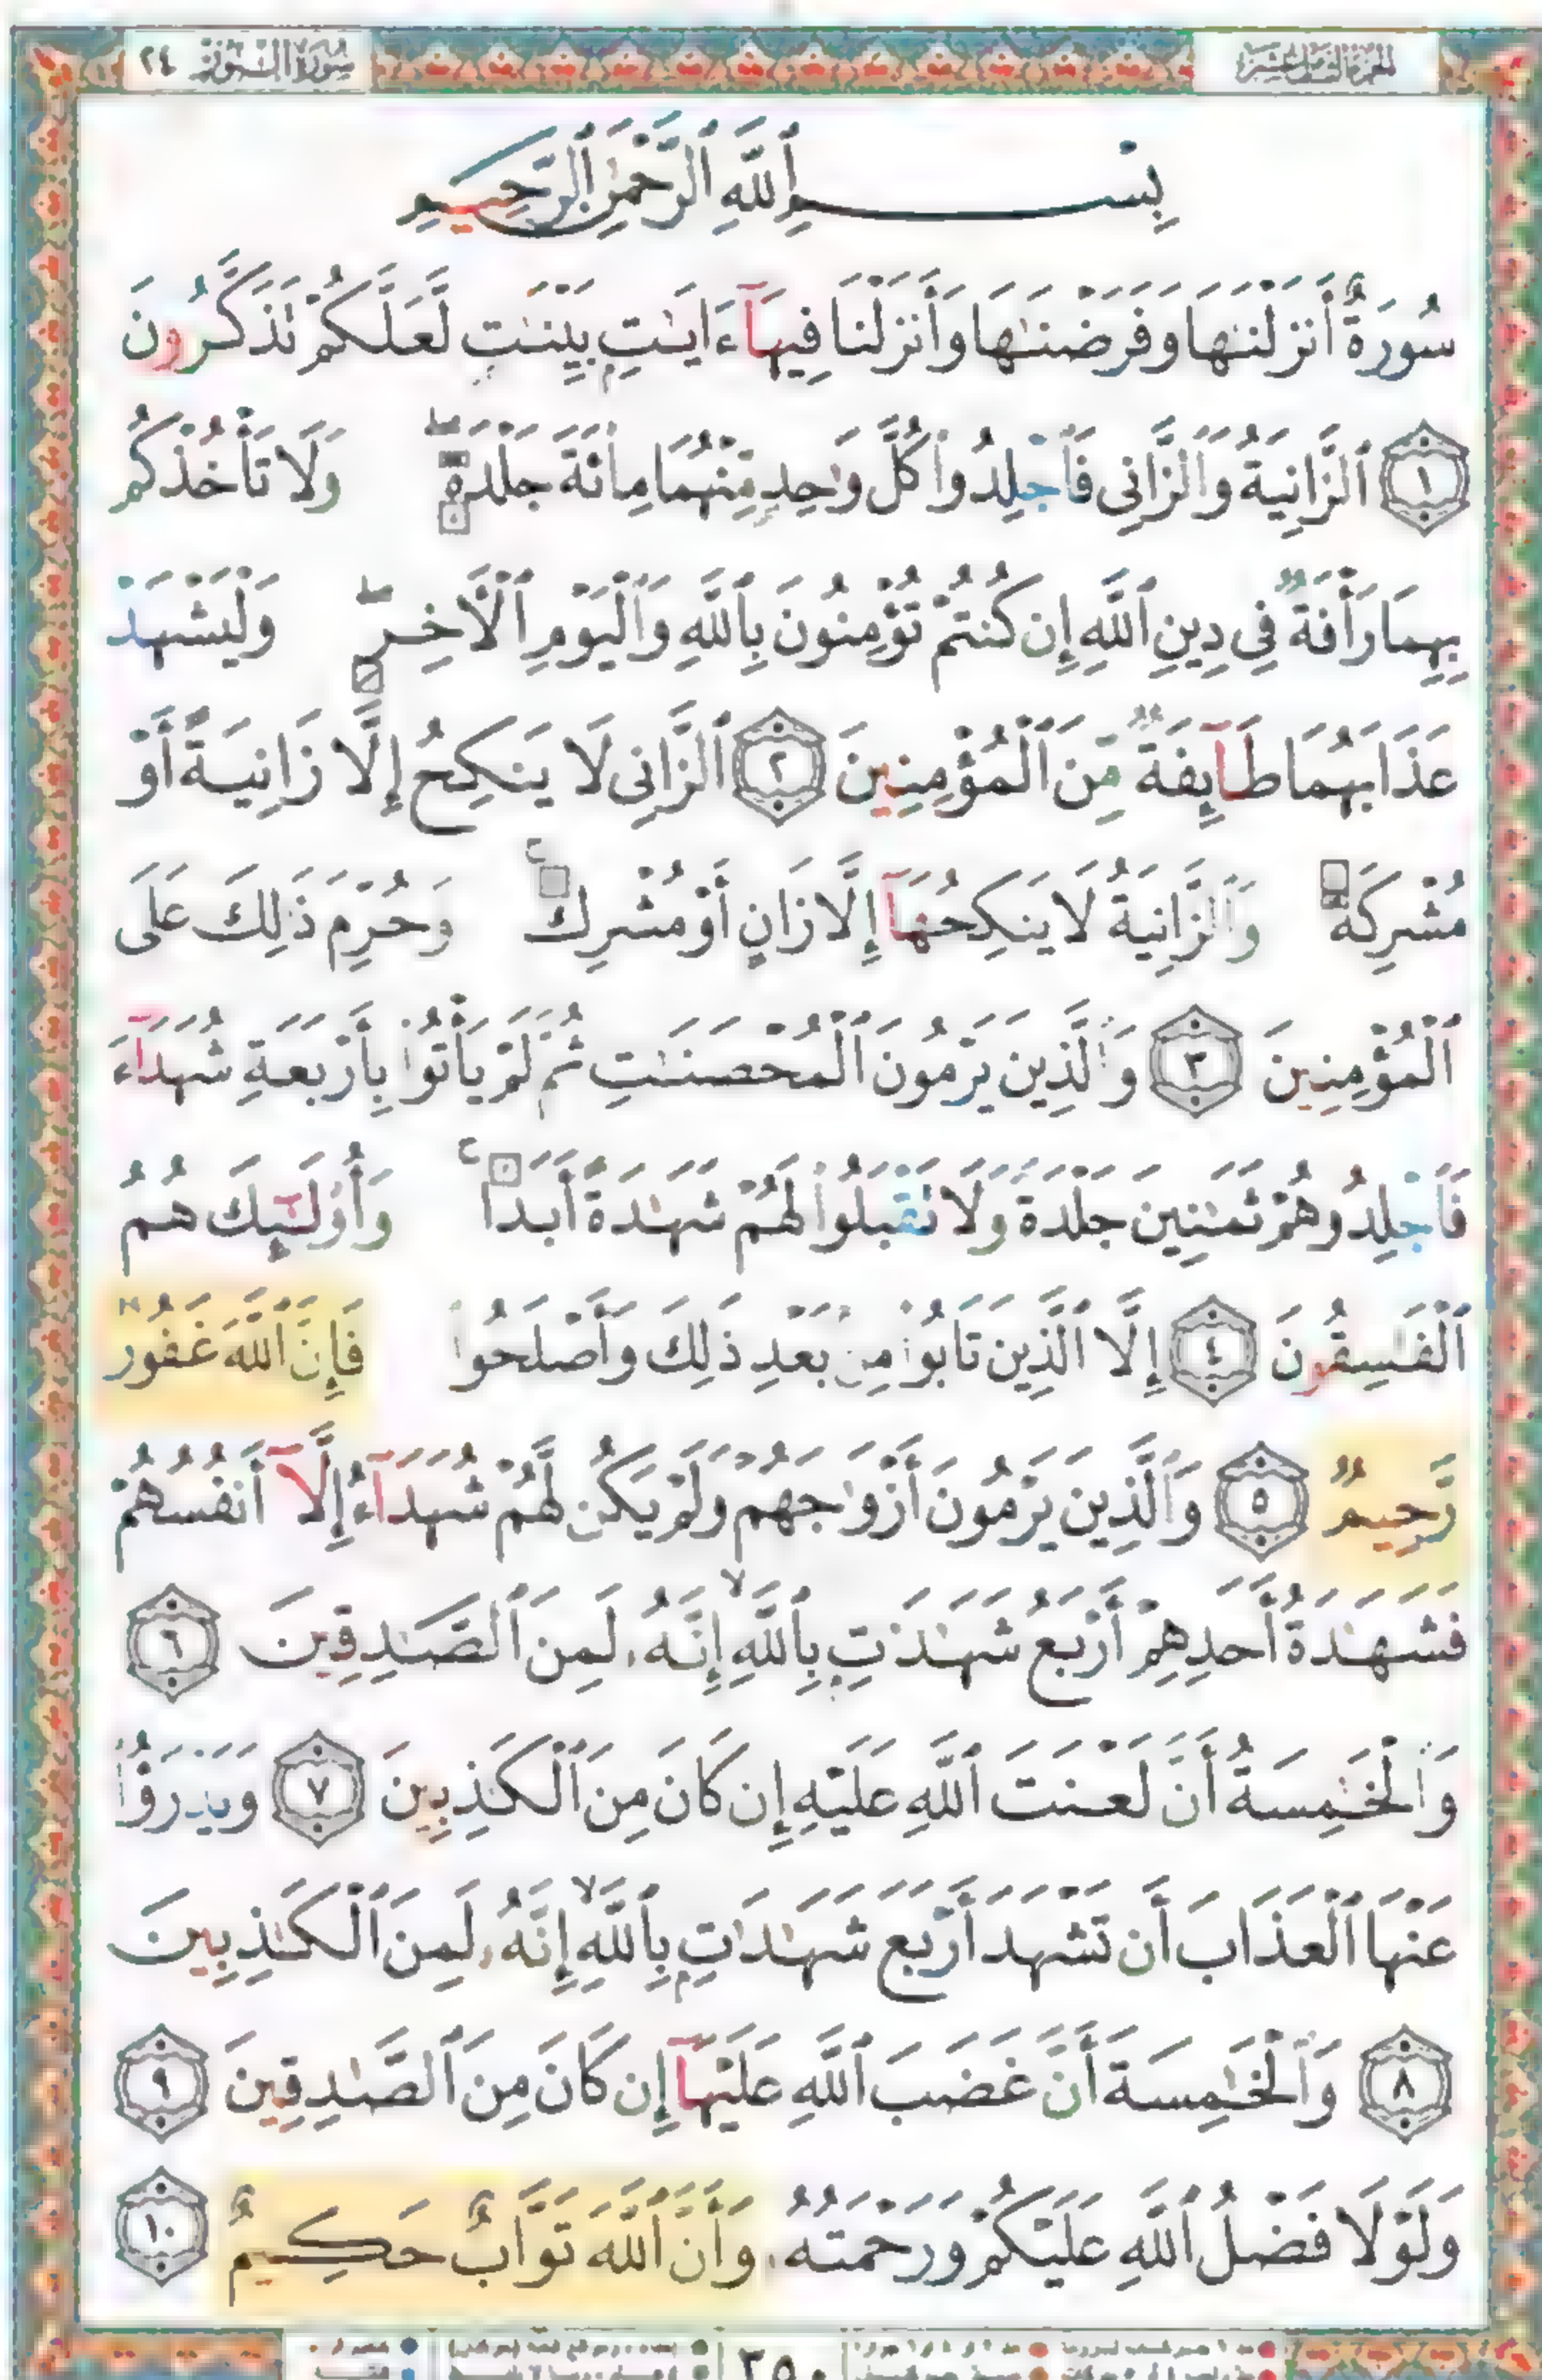 سُورَةُ النُّورِ ٢٤
بِسْمِ ٱللَّهِ ٱلرَّحْمَٰنِ ٱلرَّحِيمِ
سُورَةٌ أَنزَلْنَٰهَا وَفَرَضْنَٰهَا وَأَنزَلْنَا فِيهَآ ءَايَٰتٍۭ بَيِّنَٰتٍ لَّعَلَّكُمْ تَذَكَّرُونَ
١ ٱلزَّانِيَةُ وَٱلزَّانِى فَٱجْلِدُوا۟ كُلَّ وَٰحِدٍ مِّنْهُمَا مِا۟ئَةَ جَلْدَةٍۖ وَلَا تَأْخُذْكُم
بِهِمَا رَأْفَةٌ فِى دِينِ ٱللَّهِ إِن كُنتُمْ تُؤْمِنُونَ بِٱللَّهِ وَٱلْيَوْمِ ٱلْأَخِرِۖ وَلْيَشْهَدْ
عَذَابَهُمَا طَآئِفَةٌ مِّنَ ٱلْمُؤْمِنِينَ ٢ ٱلزَّانِى لَا يَنكِحُ إِلَّا زَانِيَةً أَوْ
مُشْرِكَةً وَٱلزَّانِيَةُ لَا يَنكِحُهَآ إِلَّا زَانٍ أَوْ مُشْرِكٌۚ وَحُرِّمَ ذَٰلِكَ عَلَى
ٱلْمُؤْمِنِينَ ٣ وَٱلَّذِينَ يَرْمُونَ ٱلْمُحْصَنَٰتِ ثُمَّ لَمْ يَأْتُوا۟ بِأَرْبَعَةِ شُهَدَآءَ
فَٱجْلِدُوهُمْ ثَمَٰنِينَ جَلْدَةً وَلَا تَقْبَلُوا۟ لَهُمْ شَهَٰدَةً أَبَدًاۚ وَأُو۟لَٰٓئِكَ هُمُ
ٱلْفَٰسِقُونَ ٤ إِلَّا ٱلَّذِينَ تَابُوا۟ مِنۢ بَعْدِ ذَٰلِكَ وَأَصْلَحُوا۟ فَإِنَّ ٱللَّهَ غَفُورٌ
رَّحِيمٌ ٥ وَٱلَّذِينَ يَرْمُونَ أَزْوَٰجَهُمْ وَلَمْ يَكُن لَّهُمْ شُهَدَآءُ إِلَّآ أَنفُسُهُمْ
فَشَهَٰدَةُ أَحَدِهِمْ أَرْبَعُ شَهَٰدَٰتٍۭ بِٱللَّهِۙ إِنَّهُۥ لَمِنَ ٱلصَّٰدِقِينَ ٦
وَٱلْخَٰمِسَةُ أَنَّ لَعْنَتَ ٱللَّهِ عَلَيْهِ إِن كَانَ مِنَ ٱلْكَٰذِبِينَ ٧ وَيَدْرَؤُا۟
عَنْهَا ٱلْعَذَابَ أَن تَشْهَدَ أَرْبَعَ شَهَٰدَٰتٍۭ بِٱللَّهِۙ إِنَّهُۥ لَمِنَ ٱلْكَٰذِبِينَ
٨ وَٱلْخَٰمِسَةَ أَنَّ غَضَبَ ٱللَّهِ عَلَيْهَآ إِن كَانَ مِنَ ٱلصَّٰدِقِينَ ٩
وَلَوْلَا فَضْلُ ٱللَّهِ عَلَيْكُمْ وَرَحْمَتُهُۥ وَأَنَّ ٱللَّهَ تَوَّابٌ حَكِيمٌ ١٠
٣٥٠